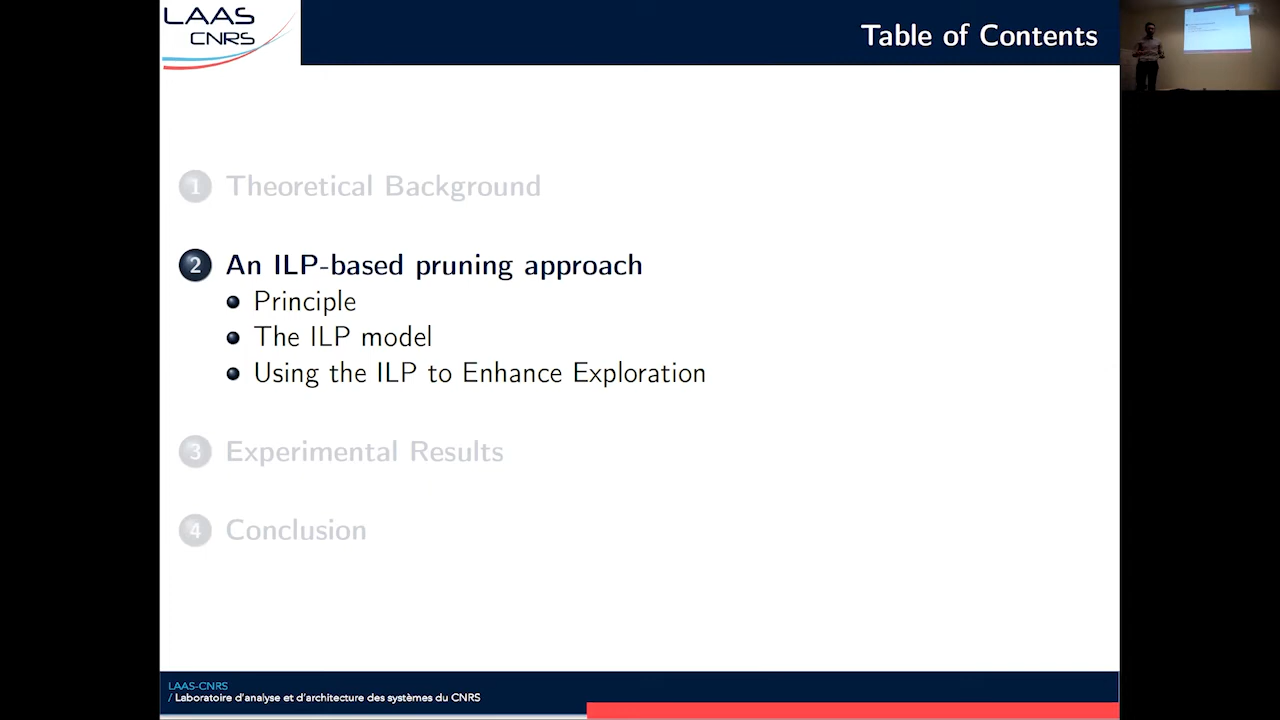 LAAS
CNRS
Table of Contents
1 Theoretical Background
2 An ILP-based pruning approach
Principle
The ILP model
Using the ILP to Enhance Exploration
3 Experimental Results
4 Conclusion
LAAS-CNRS
/ Laboratoire d'analyse et d'architecture des systèmes du CNRS